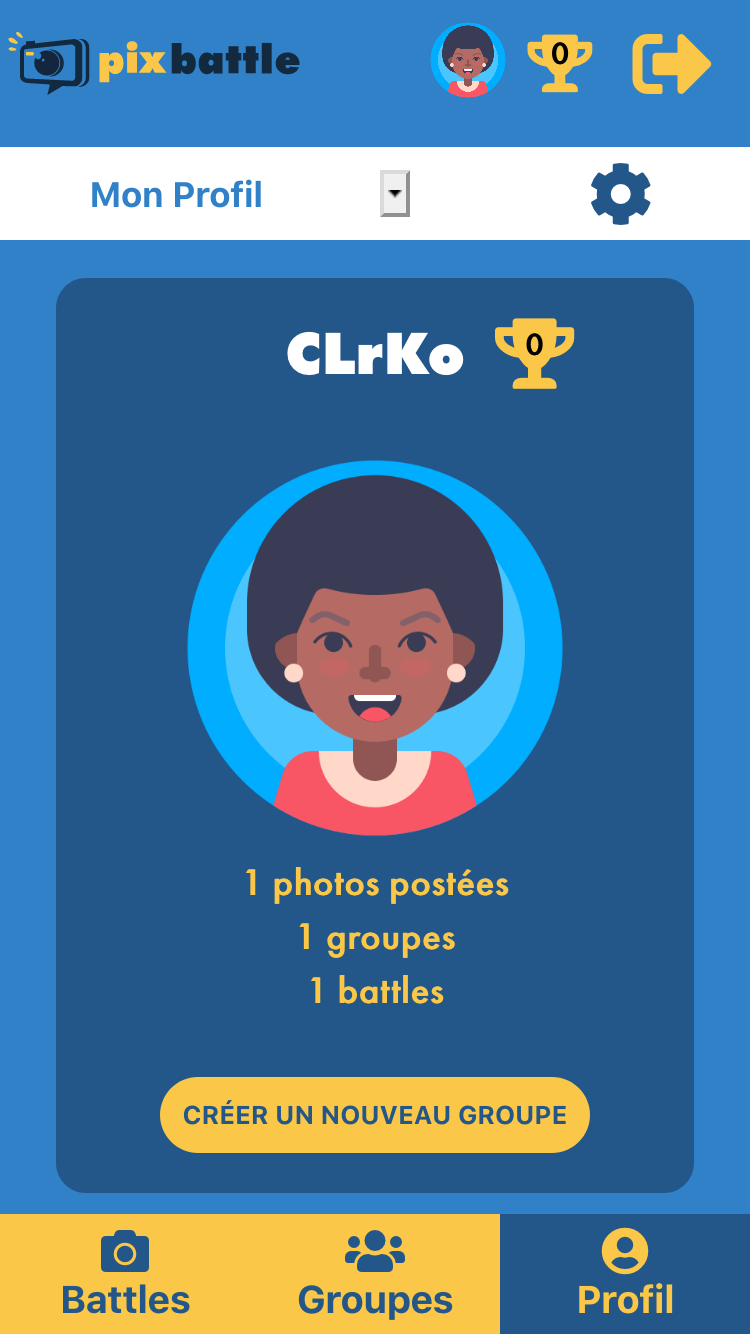 pixbattle
0
Mon Profil
CLrKo
0
1 photos postées
1 groupes
1 battles
CRÉER UN NOUVEAU GROUPE
Battles
Groupes
Profil